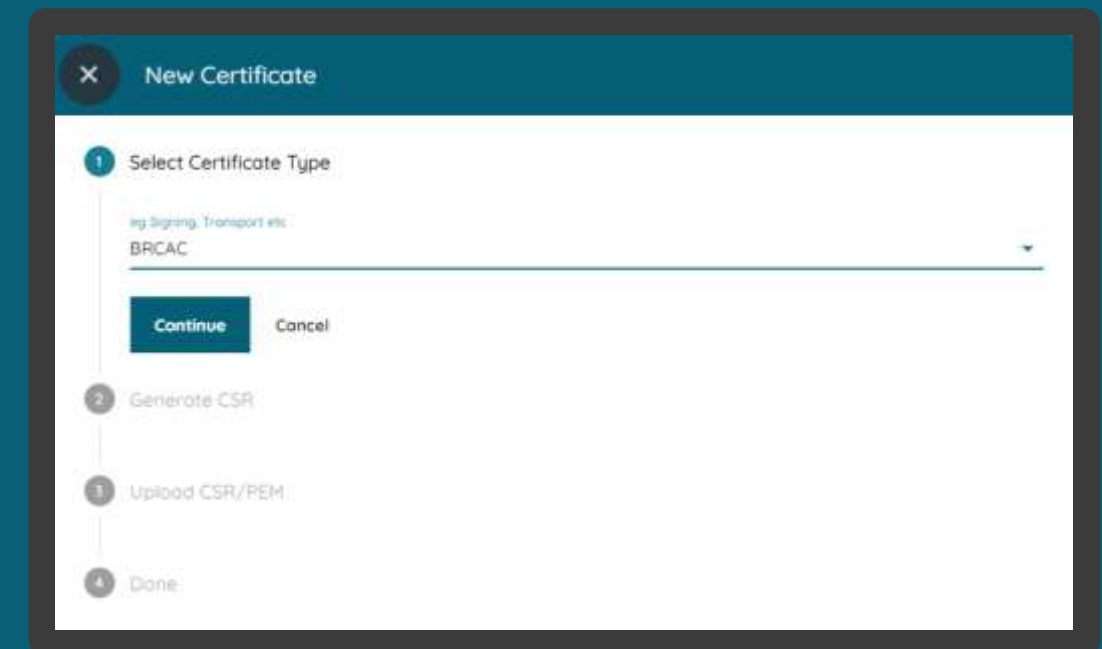 × New Certificate
1 Select Certificate Type
eg Signing, Transport etc
BRCAC
Continue Cancel
2 Generate CSR
3 Upload CSR/PEM
4 Done